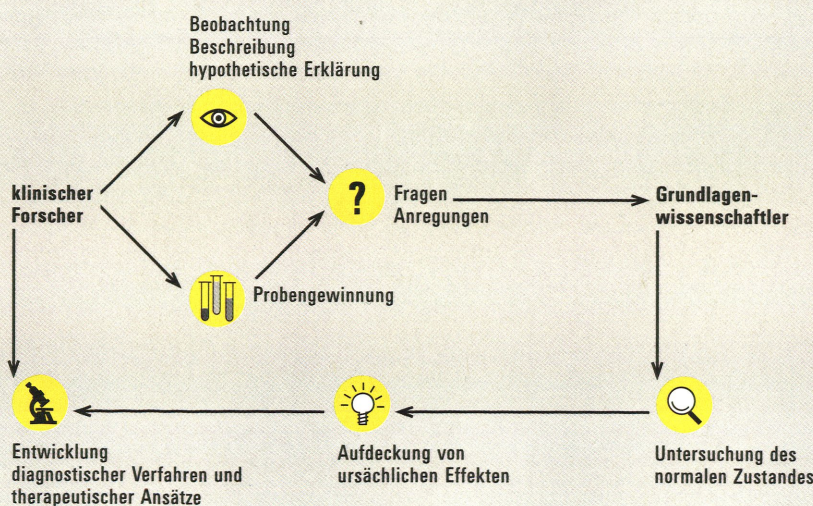 Beobachtung
Beschreibung
hypothetische Erklärung
klinischer
Forscher
?
Fragen
Anregungen
Grundlagen-
wissenschaftler
Probengewinnung
Entwicklung
diagnostischer Verfahren und
therapeutischer Ansätze
Aufdeckung von
ursächlichen Effekten
Untersuchung des
normalen Zustandes